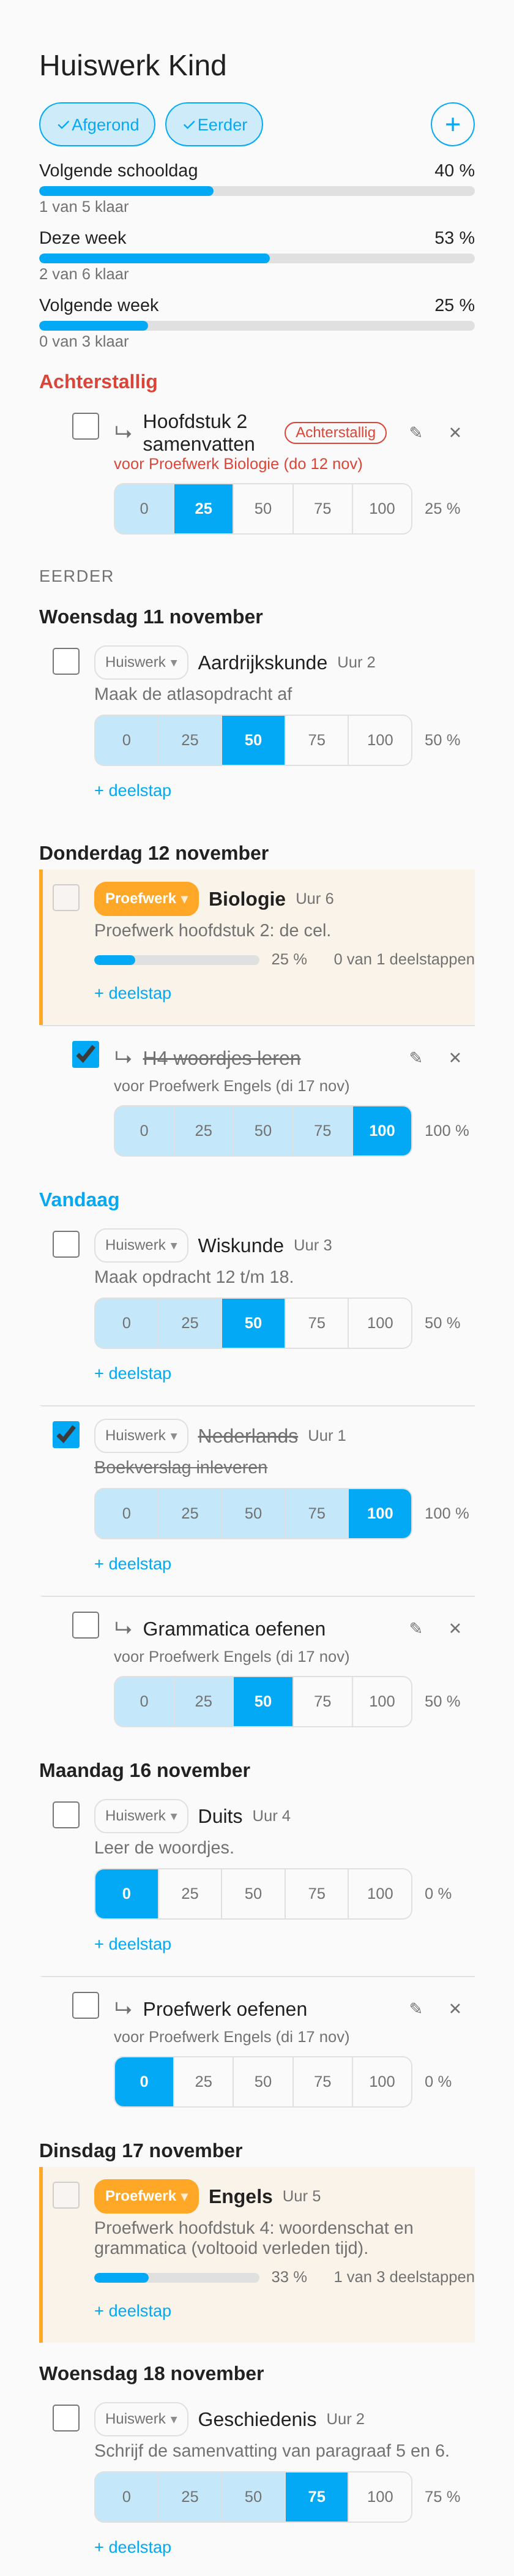 Huiswerk Kind
✓Afgerond ✓Eerder +
Volgende schooldag 40 %
1 van 5 klaar
Deze week 53 %
2 van 6 klaar
Volgende week 25 %
0 van 3 klaar
Achterstallig
↳ Hoofdstuk 2 samenvatten Achterstallig ✎ ✕
voor Proefwerk Biologie (do 12 nov)
0 25 50 75 100 25 %
EERDER
Woensdag 11 november
Huiswerk ▾ Aardrijkskunde Uur 2
Maak de atlasopdracht af
0 25 50 75 100 50 %
+ deelstap
Donderdag 12 november
Proefwerk ▾ Biologie Uur 6
Proefwerk hoofdstuk 2: de cel.
25 % 0 van 1 deelstappen
+ deelstap
↳ H4 woordjes leren ✎ ✕
voor Proefwerk Engels (di 17 nov)
0 25 50 75 100 100 %
Vandaag
Huiswerk ▾ Wiskunde Uur 3
Maak opdracht 12 t/m 18.
0 25 50 75 100 50 %
+ deelstap
Huiswerk ▾ Nederlands Uur 1
Boekverslag inleveren
0 25 50 75 100 100 %
+ deelstap
↳ Grammatica oefenen ✎ ✕
voor Proefwerk Engels (di 17 nov)
0 25 50 75 100 50 %
Maandag 16 november
Huiswerk ▾ Duits Uur 4
Leer de woordjes.
0 25 50 75 100 0 %
+ deelstap
↳ Proefwerk oefenen ✎ ✕
voor Proefwerk Engels (di 17 nov)
0 25 50 75 100 0 %
Dinsdag 17 november
Proefwerk ▾ Engels Uur 5
Proefwerk hoofdstuk 4: woordenschat en
grammatica (voltooid verleden tijd).
33 % 1 van 3 deelstappen
+ deelstap
Woensdag 18 november
Huiswerk ▾ Geschiedenis Uur 2
Schrijf de samenvatting van paragraaf 5 en 6.
0 25 50 75 100 75 %
+ deelstap